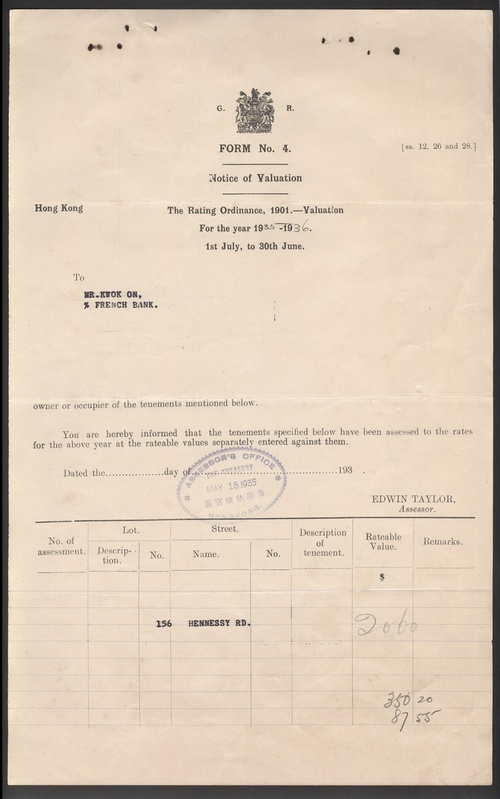 G. R.
FORM No. 4.
[ss. 12, 26 and 28.]
Notice of Valuation
Hong Kong
The Rating Ordinance, 1901.—Valuation
For the year 1935-1936.
1st July, to 30th June.
To
MR.KWOK ON,
% FRENCH BANK.
owner or occupier of the tenements mentioned below.
You are hereby informed that the tenements specified below have been assessed to the rates
for the above year at the rateable values separately entered against them.
Dated the..................day of..................193 .
ASSESSOR'S OFFICE
THE TREASURY
MAY 15 1935
HONGKONG
EDWIN TAYLOR,
Assessor.
No. of assessment.
Lot.
Descrip-
tion.
No.
Street.
Name.
No.
Description
of
tenement.
Rateable
Value.
Remarks.
$
156 HENNESSY RD.
2060
350 20
87 55